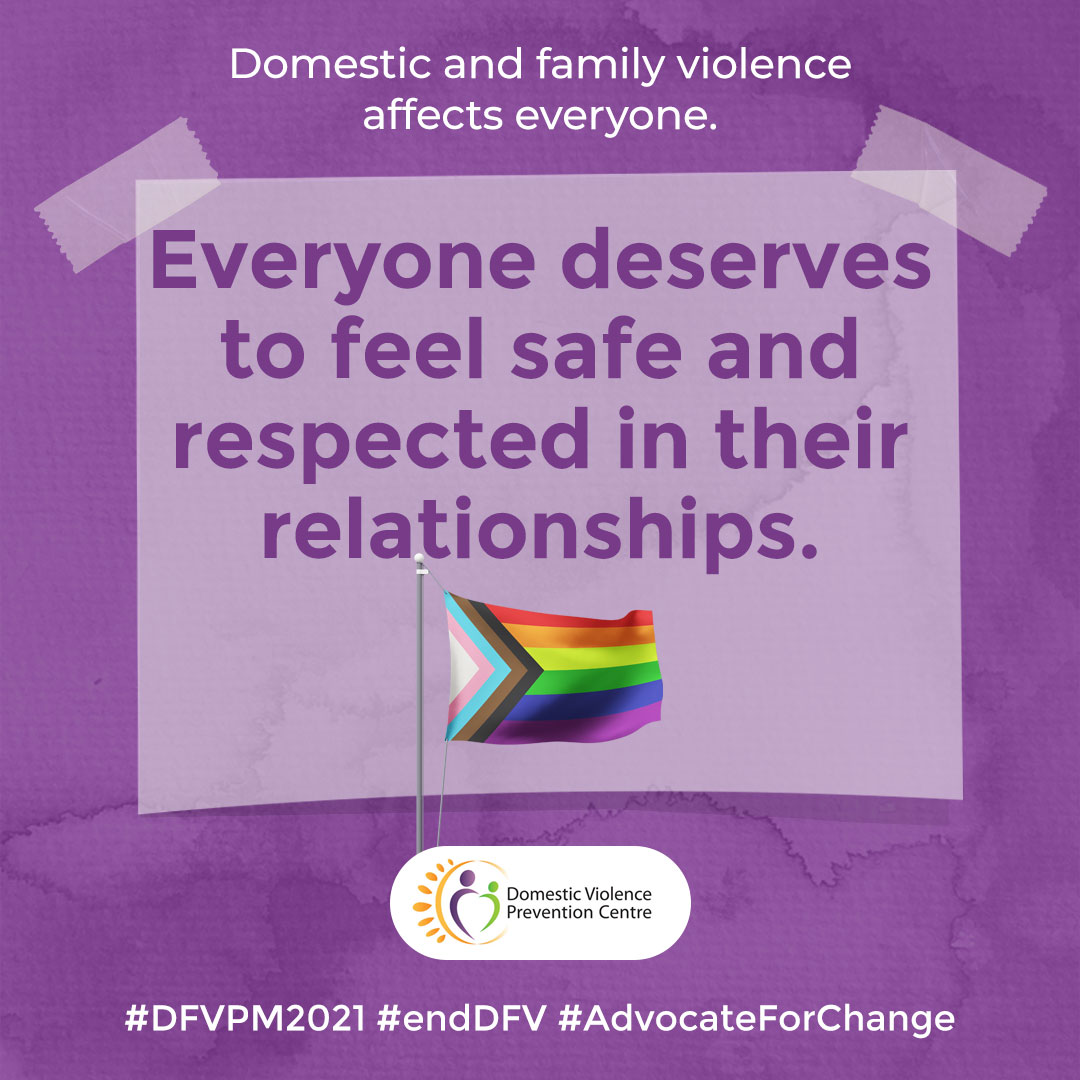 Domestic and family violence
affects everyone.
Everyone deserves
to feel safe and
respected in their
relationships.
Domestic Violence
Prevention Centre
#DFVPM2021 #endDFV #AdvocateForChange